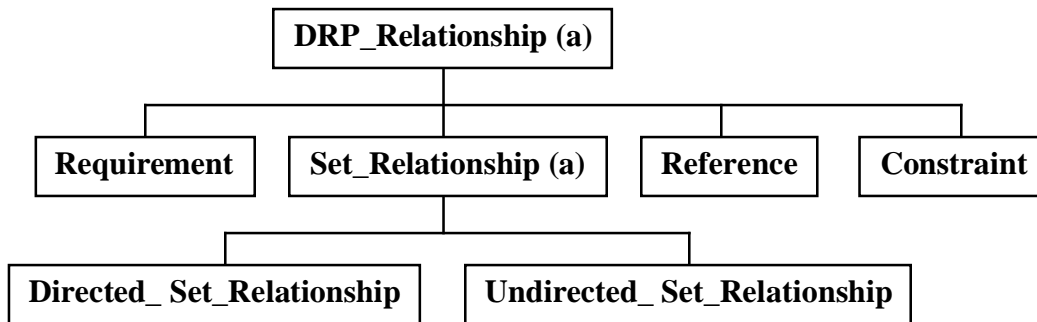 DRP_Relationship (a)
Requirement
Set_Relationship (a)
Reference
Constraint
Directed_ Set_Relationship
Undirected_ Set_Relationship